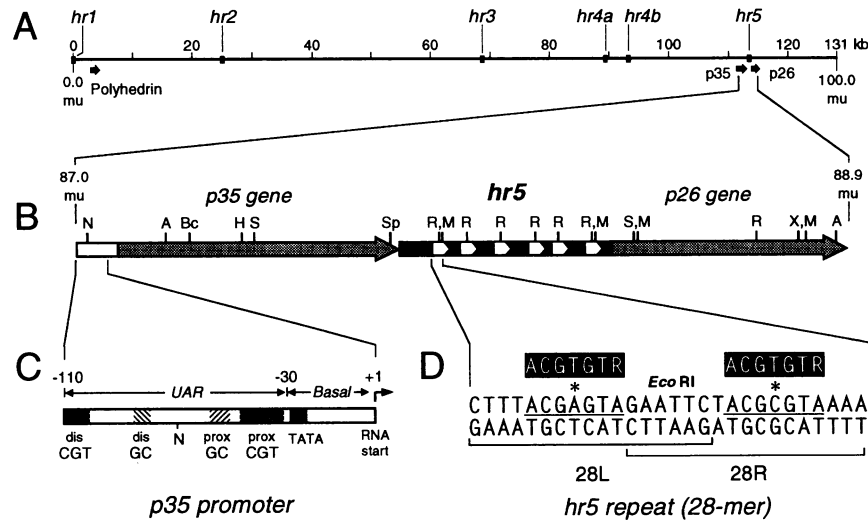 A
hr1 hr2 hr3 hr4a hr4b hr5
0 20 40 60 80 100 120 131 kb
0.0 mu Polyhedrin p35 p26 100.0 mu
87.0 mu 88.9 mu
p35 gene hr5 p26 gene
B
N A Bc H S Sp R,M R R R R R,M S,M R X,M A
C
-110 -30 +1
UAR Basal
dis CGT dis GC N prox GC prox CGT TATA RNA start
p35 promoter
D
ACGTGTR ACGTGTR
* Eco RI *
CTTTACGAGTAGAATTCTACGCGTAAAA
GAAATGCTCATCTTAAGATGCGCATTTT
28L 28R
hr5 repeat (28-mer)